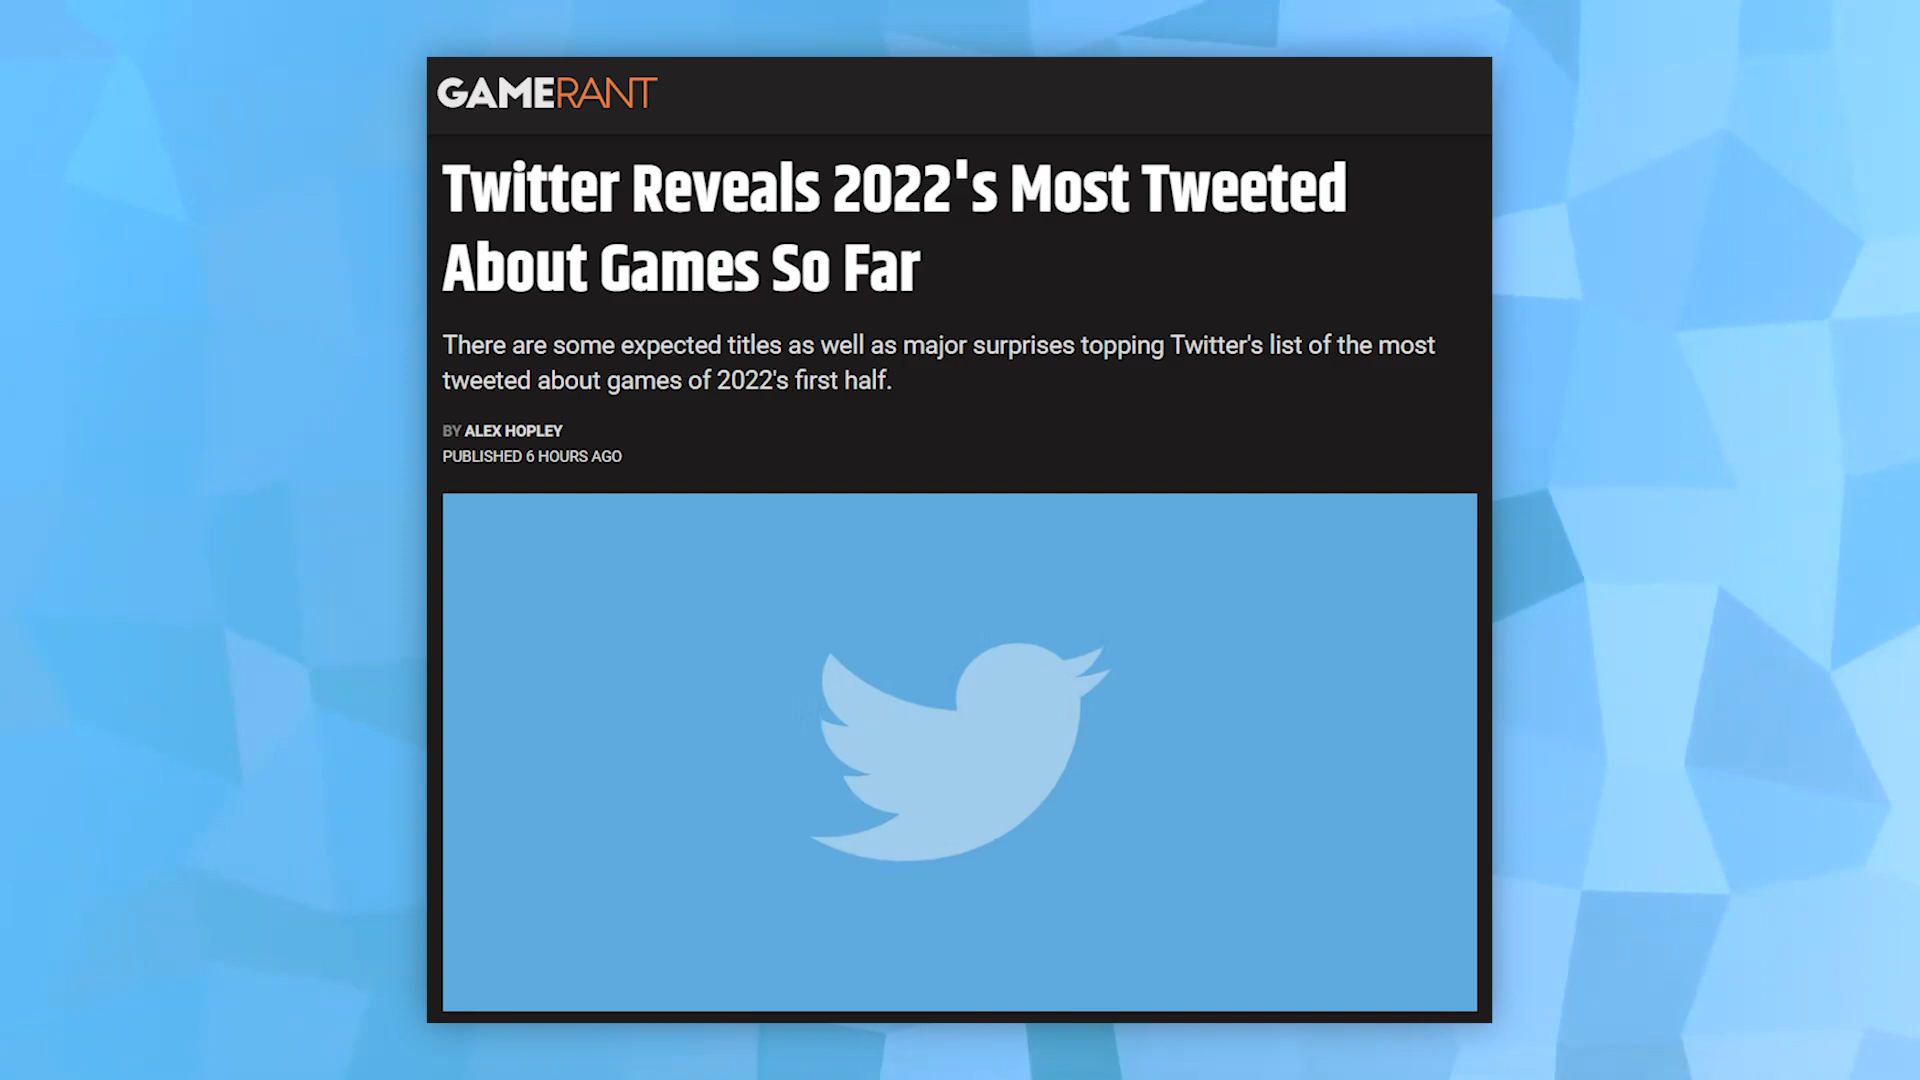 GAMERANT
Twitter Reveals 2022's Most Tweeted
About Games So Far
There are some expected titles as well as major surprises topping Twitter's list of the most
tweeted about games of 2022's first half.
BY ALEX HOPLEY
PUBLISHED 6 HOURS AGO